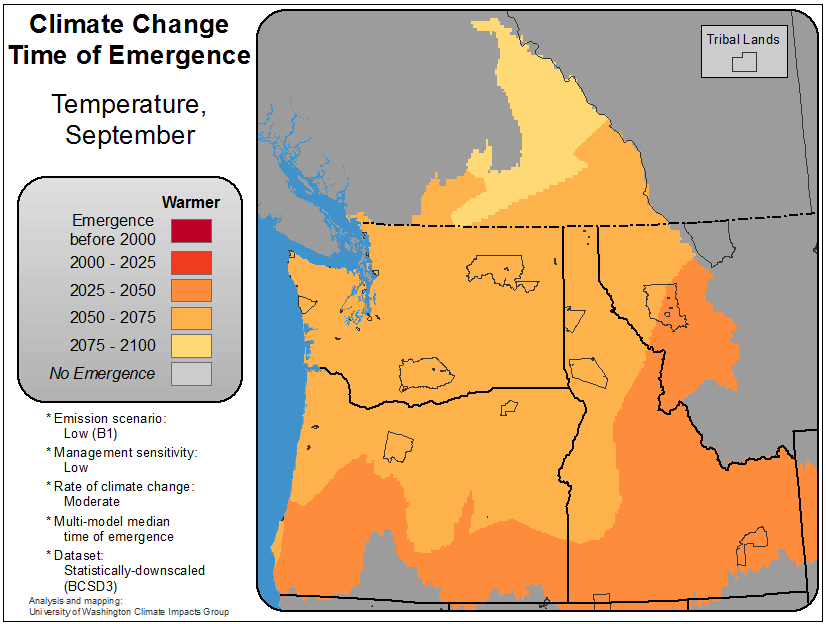 Climate Change
Time of Emergence
Temperature,
September
Tribal Lands
Warmer
Emergence
before 2000
2000 - 2025
2025 - 2050
2050 - 2075
2075 - 2100
No Emergence
* Emission scenario:
Low (B1)
* Management sensitivity:
Low
* Rate of climate change:
Moderate
* Multi-model median
time of emergence
* Dataset:
Statistically-downscaled
(BCSD3)
Analysis and mapping:
University of Washington Climate Impacts Group